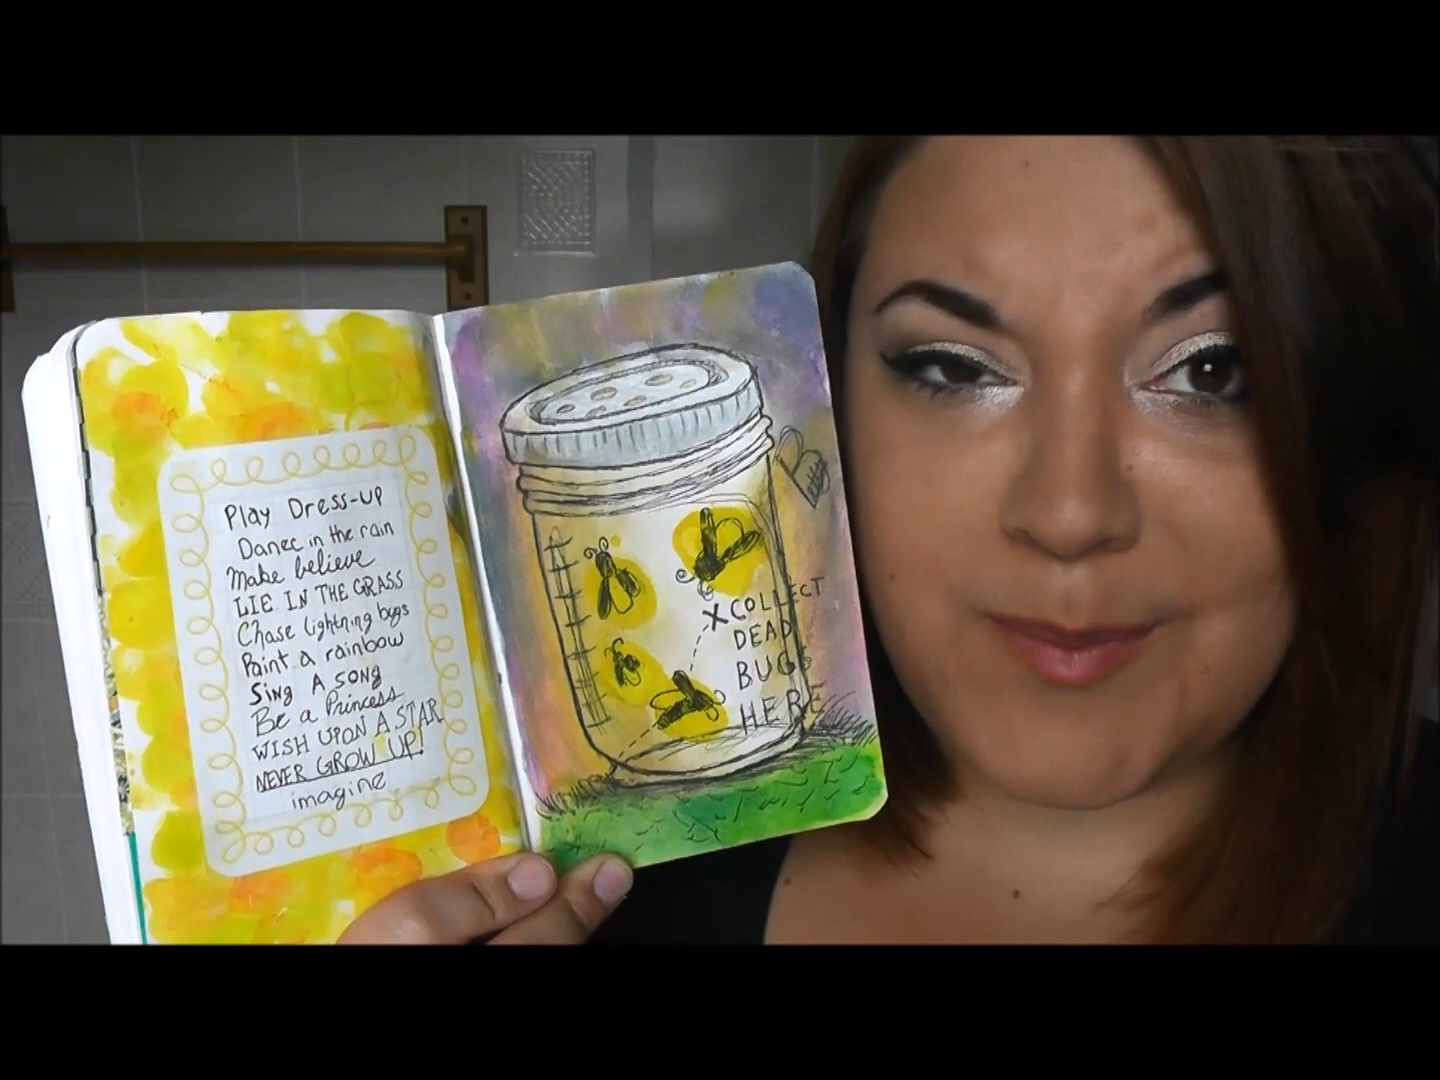 Play Dress-up
Dance in the rain
Make believe
LIE IN THE GRASS
Chase lightning bugs
Paint a rainbow
Sing A SONG
Be a Princess
WISH UPON A STAR
NEVER GROW UP!
imagine
X COLLECT
DEAD
BUGS
HERE